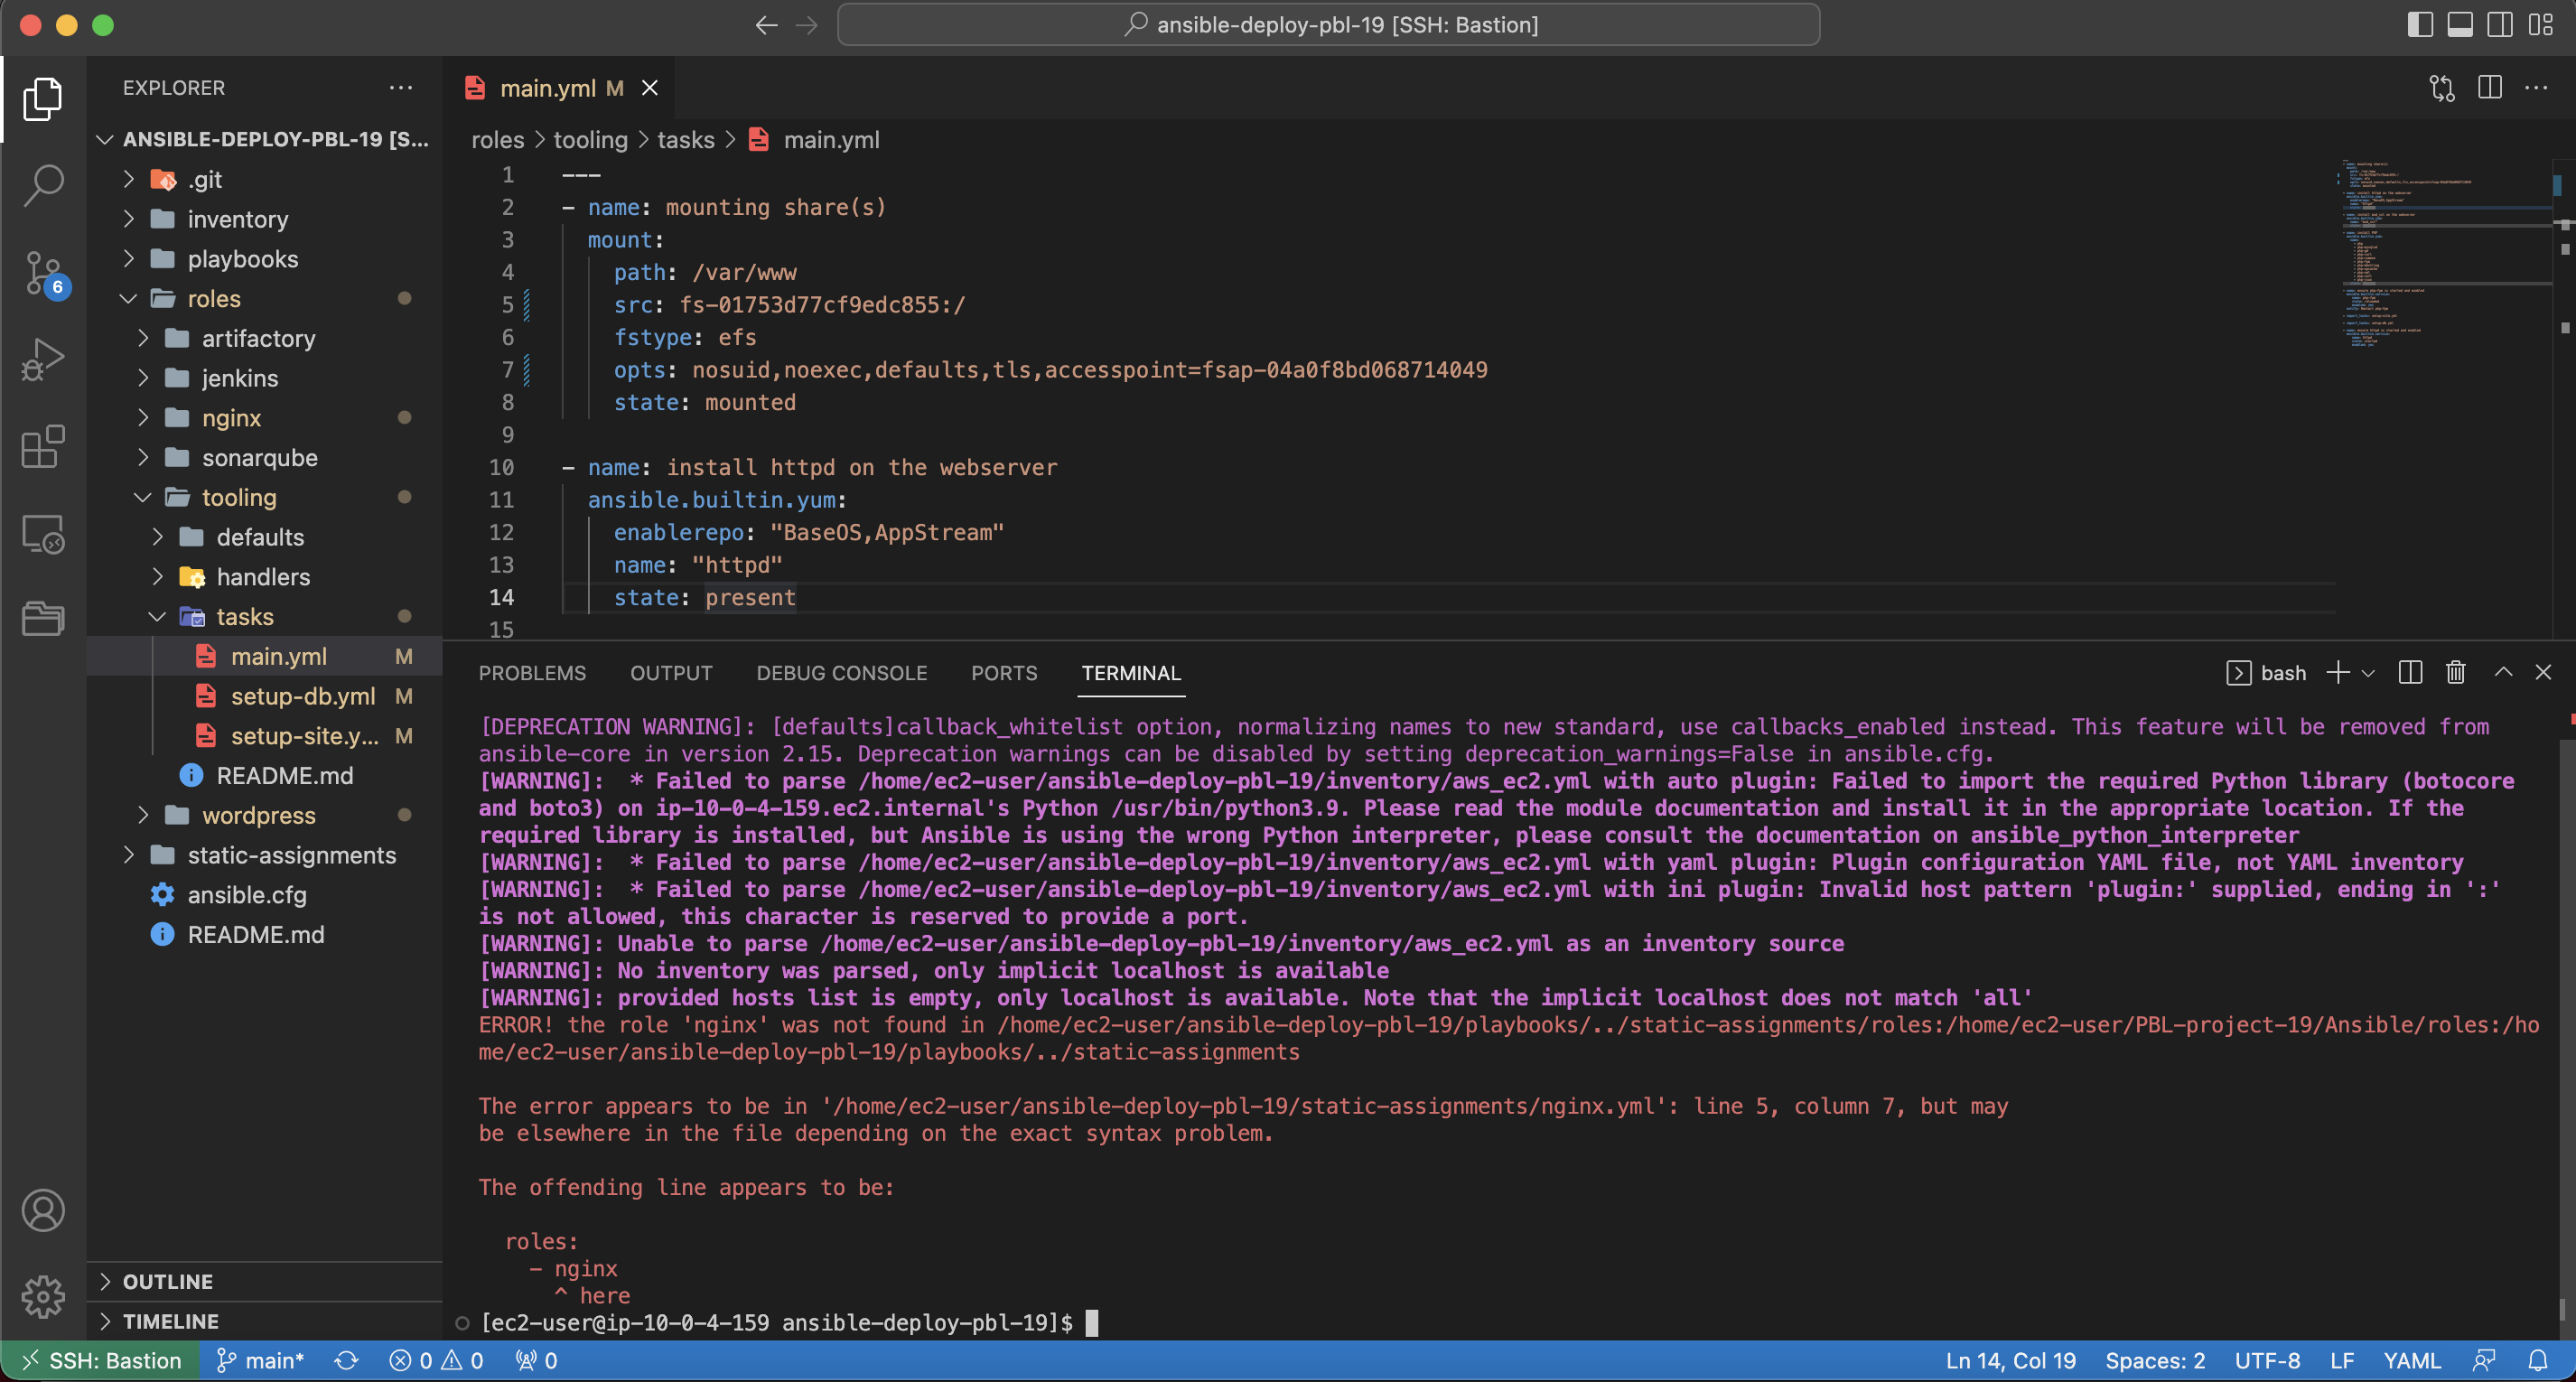 ansible-deploy-pbl-19 [SSH: Bastion]
EXPLORER
ANSIBLE-DEPLOY-PBL-19 [S...
.git
inventory
playbooks
roles
artifactory
jenkins
nginx
sonarqube
tooling
defaults
handlers
tasks
main.yml M
setup-db.yml M
setup-site.y... M
README.md
wordpress
static-assignments
ansible.cfg
README.md
OUTLINE
TIMELINE
6
main.yml M
roles > tooling > tasks > main.yml
1 ---
2 - name: mounting share(s)
3 mount:
4 path: /var/www
5 src: fs-01753d77cf9edc855:/
6 fstype: efs
7 opts: nosuid,noexec,defaults,tls,accesspoint=fsap-04a0f8bd068714049
8 state: mounted
9
10 - name: install httpd on the webserver
11 ansible.builtin.yum:
12 enablerepo: "BaseOS,AppStream"
13 name: "httpd"
14 state: present
15
PROBLEMS OUTPUT DEBUG CONSOLE PORTS TERMINAL bash
[DEPRECATION WARNING]: [defaults]callback_whitelist option, normalizing names to new standard, use callbacks_enabled instead. This feature will be removed from
ansible-core in version 2.15. Deprecation warnings can be disabled by setting deprecation_warnings=False in ansible.cfg.
[WARNING]:  * Failed to parse /home/ec2-user/ansible-deploy-pbl-19/inventory/aws_ec2.yml with auto plugin: Failed to import the required Python library (botocore
and boto3) on ip-10-0-4-159.ec2.internal's Python /usr/bin/python3.9. Please read the module documentation and install it in the appropriate location. If the
required library is installed, but Ansible is using the wrong Python interpreter, please consult the documentation on ansible_python_interpreter
[WARNING]:  * Failed to parse /home/ec2-user/ansible-deploy-pbl-19/inventory/aws_ec2.yml with yaml plugin: Plugin configuration YAML file, not YAML inventory
[WARNING]:  * Failed to parse /home/ec2-user/ansible-deploy-pbl-19/inventory/aws_ec2.yml with ini plugin: Invalid host pattern 'plugin:' supplied, ending in ':'
is not allowed, this character is reserved to provide a port.
[WARNING]: Unable to parse /home/ec2-user/ansible-deploy-pbl-19/inventory/aws_ec2.yml as an inventory source
[WARNING]: No inventory was parsed, only implicit localhost is available
[WARNING]: provided hosts list is empty, only localhost is available. Note that the implicit localhost does not match 'all'
ERROR! the role 'nginx' was not found in /home/ec2-user/ansible-deploy-pbl-19/playbooks/../static-assignments/roles:/home/ec2-user/PBL-project-19/Ansible/roles:/ho
me/ec2-user/ansible-deploy-pbl-19/playbooks/../static-assignments
The error appears to be in '/home/ec2-user/ansible-deploy-pbl-19/static-assignments/nginx.yml': line 5, column 7, but may
be elsewhere in the file depending on the exact syntax problem.
The offending line appears to be:
roles:
- nginx
^ here
[ec2-user@ip-10-0-4-159 ansible-deploy-pbl-19]$
SSH: Bastion main* 0 0 0 Ln 14, Col 19 Spaces: 2 UTF-8 LF YAML